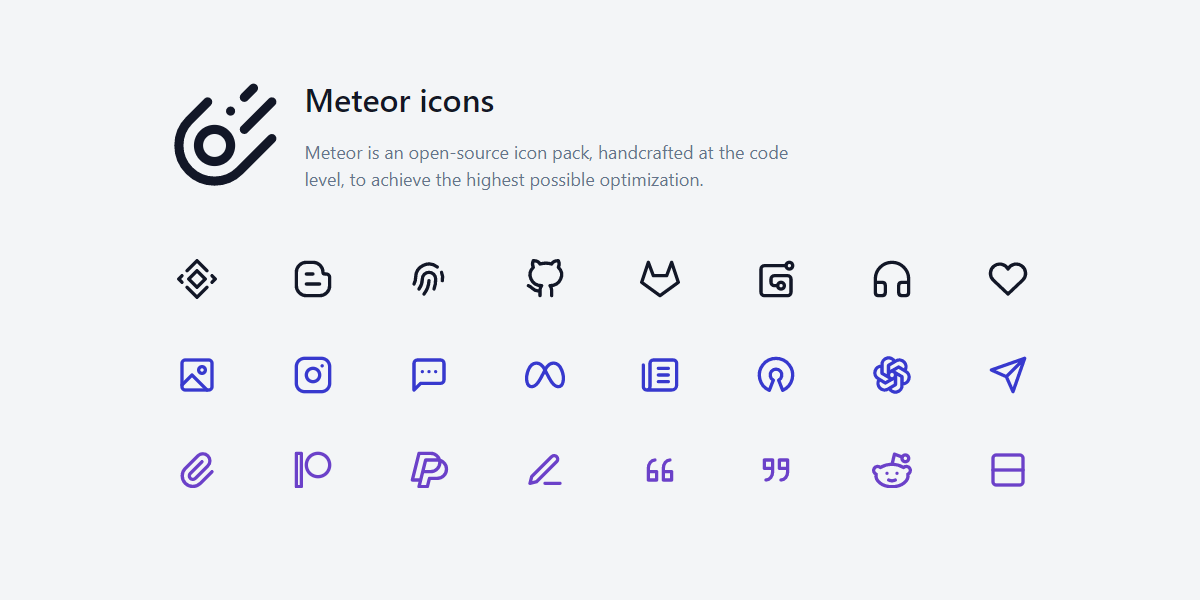 Meteor icons
Meteor is an open-source icon pack, handcrafted at the code
level, to achieve the highest possible optimization.